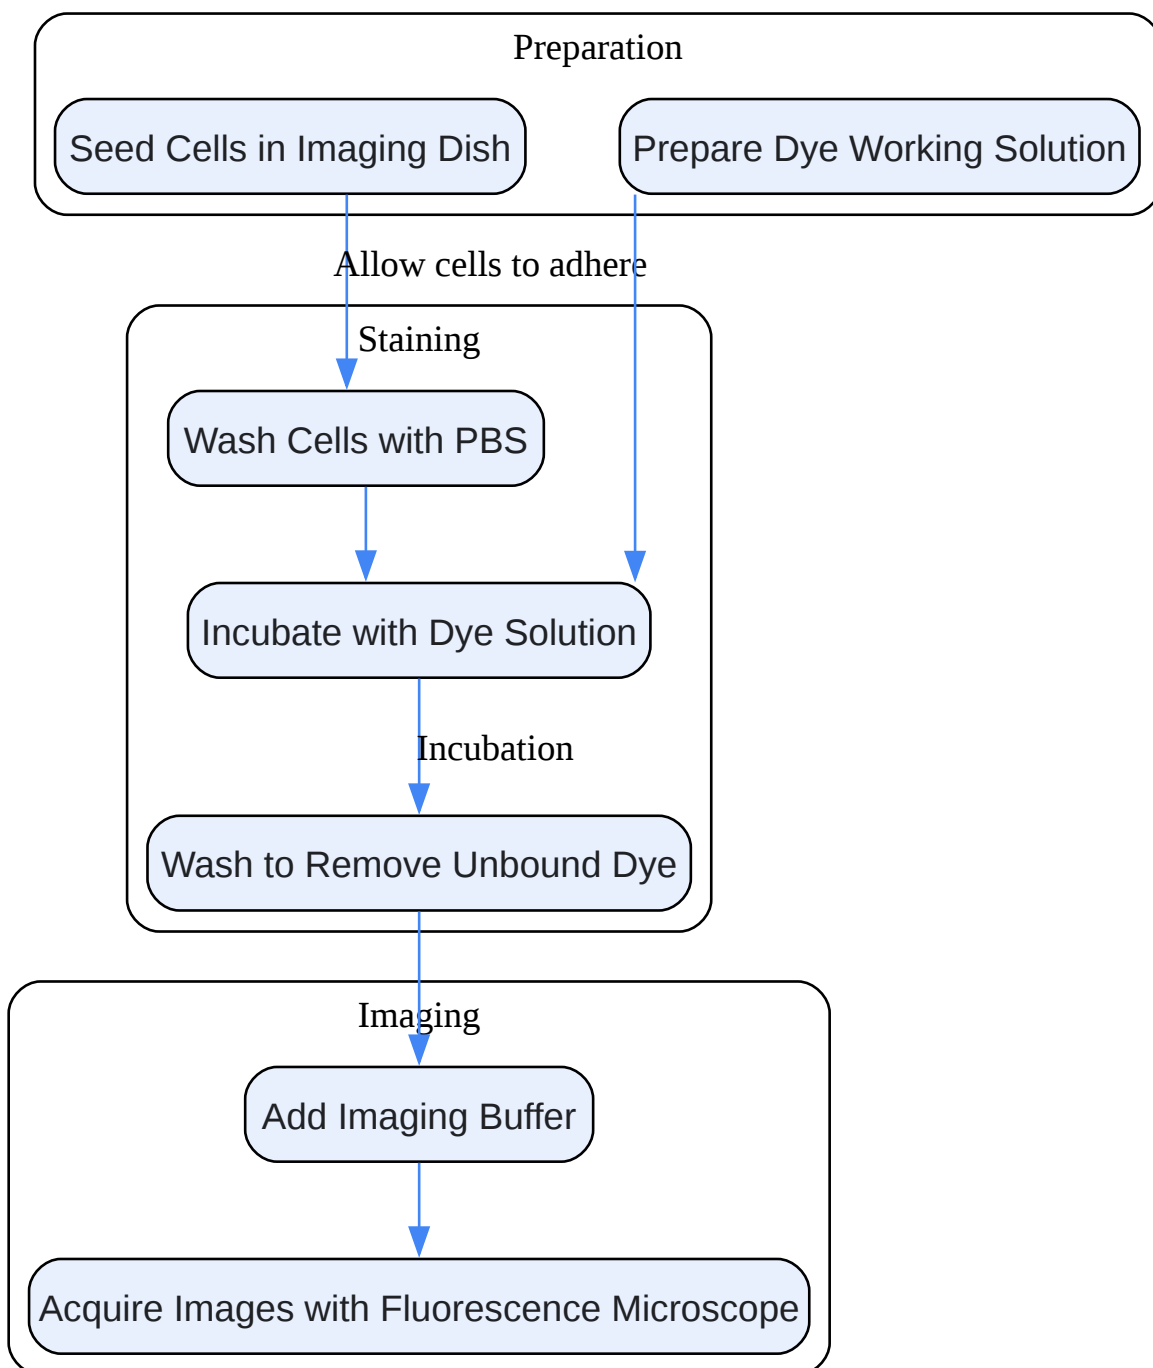 Preparation
Seed Cells in Imaging Dish
Prepare Dye Working Solution
Allow cells to adhere
Staining
Wash Cells with PBS
Incubate with Dye Solution
Incubation
Wash to Remove Unbound Dye
Imaging
Add Imaging Buffer
Acquire Images with Fluorescence Microscope